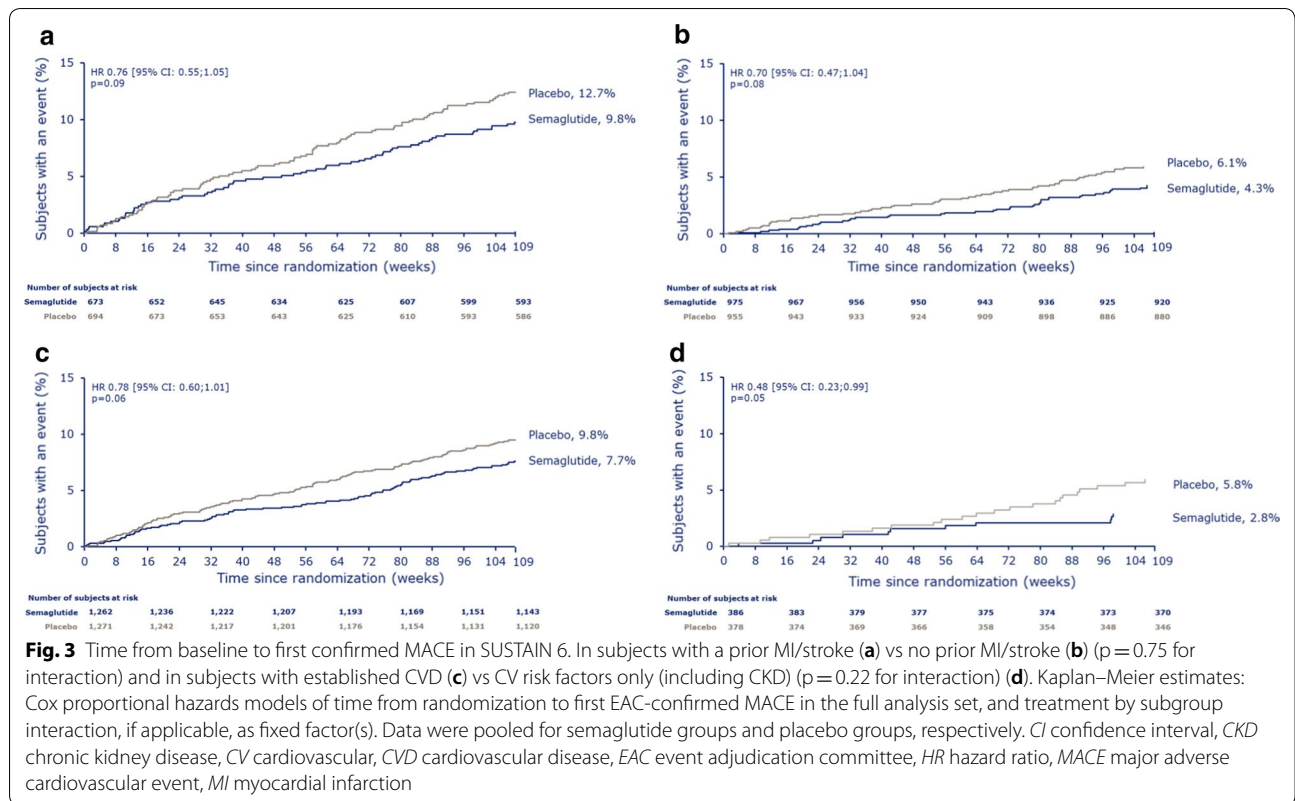 a
Subjects with an event (%)
15
10
5
0
HR 0.76 [95% CI: 0.55;1.05]
p=0.09
Placebo, 12.7%
Semaglutide, 9.8%
0 8 16 24 32 40 48 56 64 72 80 88 96 104 109
Time since randomization (weeks)
Number of subjects at risk
Semaglutide 673 652 645 634 625 607 599 593
Placebo 694 673 653 643 625 610 593 586
b
Subjects with an event (%)
15
10
5
0
HR 0.70 [95% CI: 0.47;1.04]
p=0.08
Placebo, 6.1%
Semaglutide, 4.3%
0 8 16 24 32 40 48 56 64 72 80 88 96 104 109
Time since randomization (weeks)
Number of subjects at risk
Semaglutide 975 967 956 950 943 936 925 920
Placebo 955 943 933 924 909 898 886 880
c
Subjects with an event (%)
15
10
5
0
HR 0.78 [95% CI: 0.60;1.01]
p=0.06
Placebo, 9.8%
Semaglutide, 7.7%
0 8 16 24 32 40 48 56 64 72 80 88 96 104 109
Time since randomization (weeks)
Number of subjects at risk
Semaglutide 1,262 1,236 1,222 1,207 1,193 1,169 1,151 1,143
Placebo 1,271 1,242 1,217 1,201 1,176 1,154 1,131 1,120
d
Subjects with an event (%)
15
10
5
0
HR 0.48 [95% CI: 0.23;0.99]
p=0.05
Placebo, 5.8%
Semaglutide, 2.8%
0 8 16 24 32 40 48 56 64 72 80 88 96 104 109
Time since randomization (weeks)
Number of subjects at risk
Semaglutide 386 383 379 377 375 374 373 370
Placebo 378 374 369 366 358 354 348 346
Fig. 3 Time from baseline to first confirmed MACE in SUSTAIN 6. In subjects with a prior MI/stroke (a) vs no prior MI/stroke (b) (p = 0.75 for
interaction) and in subjects with established CVD (c) vs CV risk factors only (including CKD) (p = 0.22 for interaction) (d). Kaplan–Meier estimates:
Cox proportional hazards models of time from randomization to first EAC-confirmed MACE in the full analysis set, and treatment by subgroup
interaction, if applicable, as fixed factor(s). Data were pooled for semaglutide groups and placebo groups, respectively. CI confidence interval, CKD
chronic kidney disease, CV cardiovascular, CVD cardiovascular disease, EAC event adjudication committee, HR hazard ratio, MACE major adverse
cardiovascular event, MI myocardial infarction